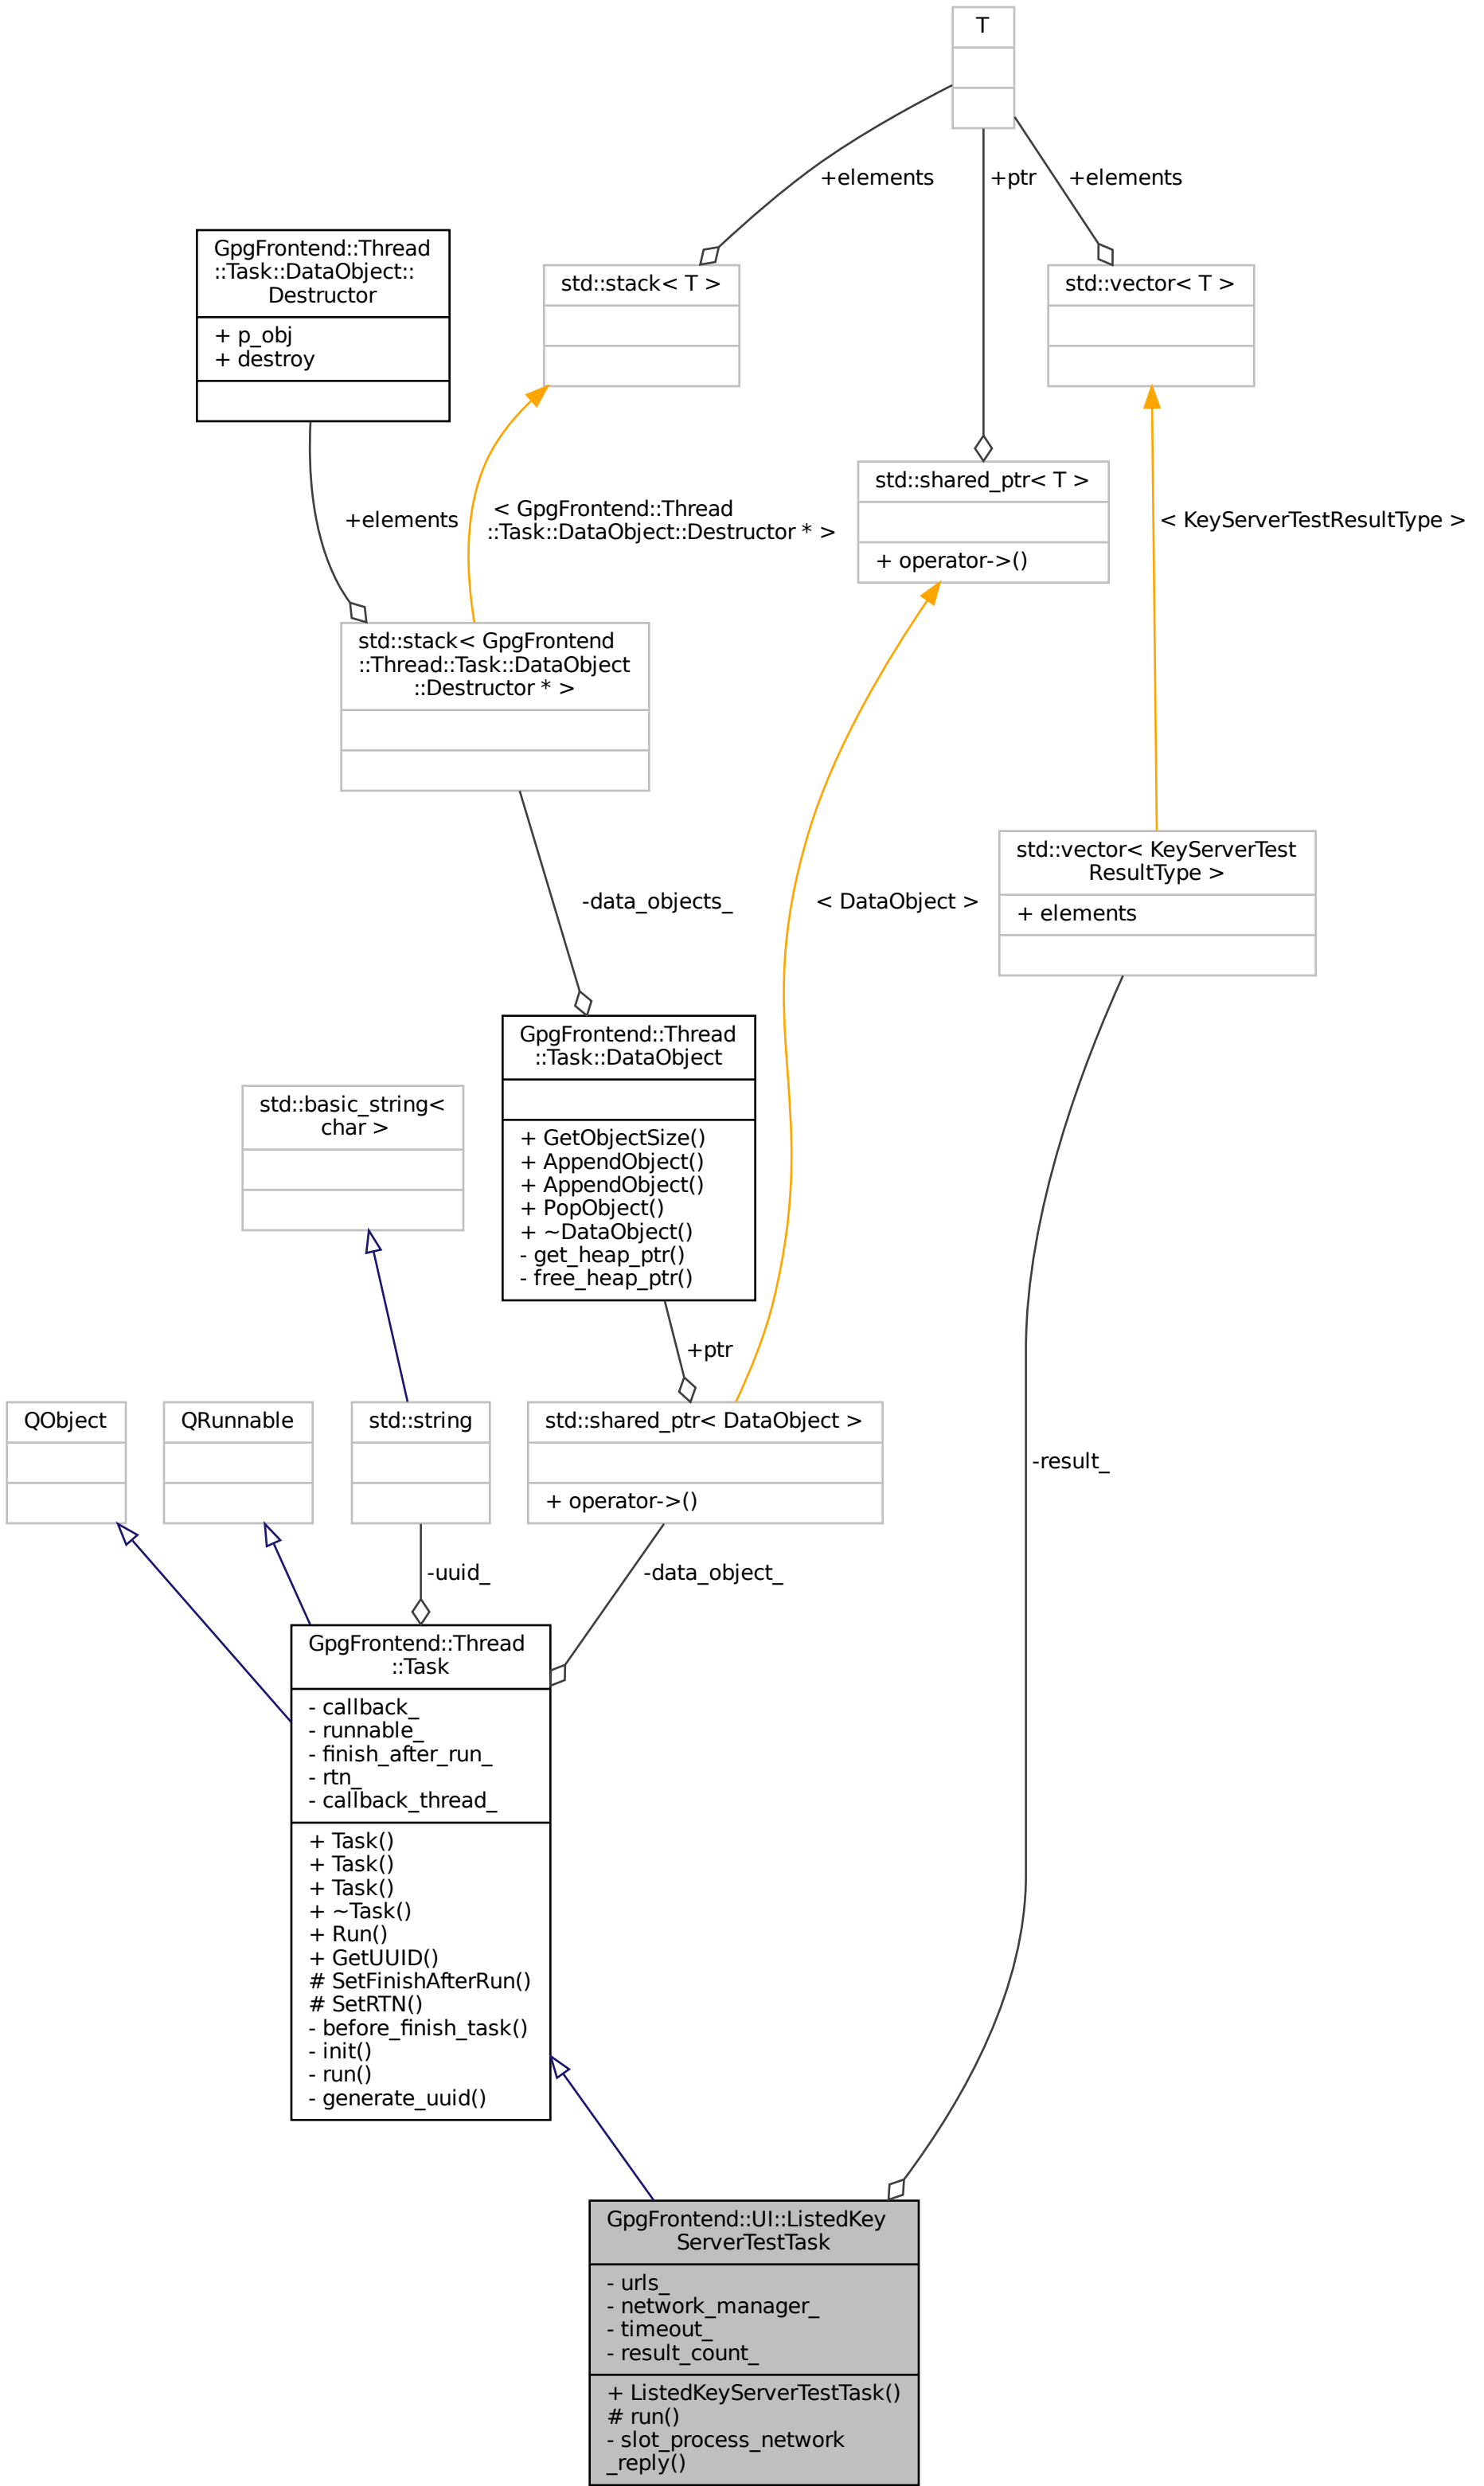 T
+elements
+ptr
+elements
GpgFrontend::Thread
::Task::DataObject::
Destructor
+ p_obj
+ destroy
std::stack< T >
std::vector< T >
std::shared_ptr< T >
+ operator->()
+elements
< GpgFrontend::Thread
::Task::DataObject::Destructor * >
< KeyServerTestResultType >
std::stack< GpgFrontend
::Thread::Task::DataObject
::Destructor * >
std::vector< KeyServerTest
ResultType >
+ elements
-data_objects_
< DataObject >
GpgFrontend::Thread
::Task::DataObject
+ GetObjectSize()
+ AppendObject()
+ AppendObject()
+ PopObject()
+ ~DataObject()
- get_heap_ptr()
- free_heap_ptr()
std::basic_string<
char >
+ptr
QObject
QRunnable
std::string
std::shared_ptr< DataObject >
+ operator->()
-result_
-uuid_
-data_object_
GpgFrontend::Thread
::Task
- callback_
- runnable_
- finish_after_run_
- rtn_
- callback_thread_
+ Task()
+ Task()
+ Task()
+ ~Task()
+ Run()
+ GetUUID()
# SetFinishAfterRun()
# SetRTN()
- before_finish_task()
- init()
- run()
- generate_uuid()
GpgFrontend::UI::ListedKey
ServerTestTask
- urls_
- network_manager_
- timeout_
- result_count_
+ ListedKeyServerTestTask()
# run()
- slot_process_network
_reply()